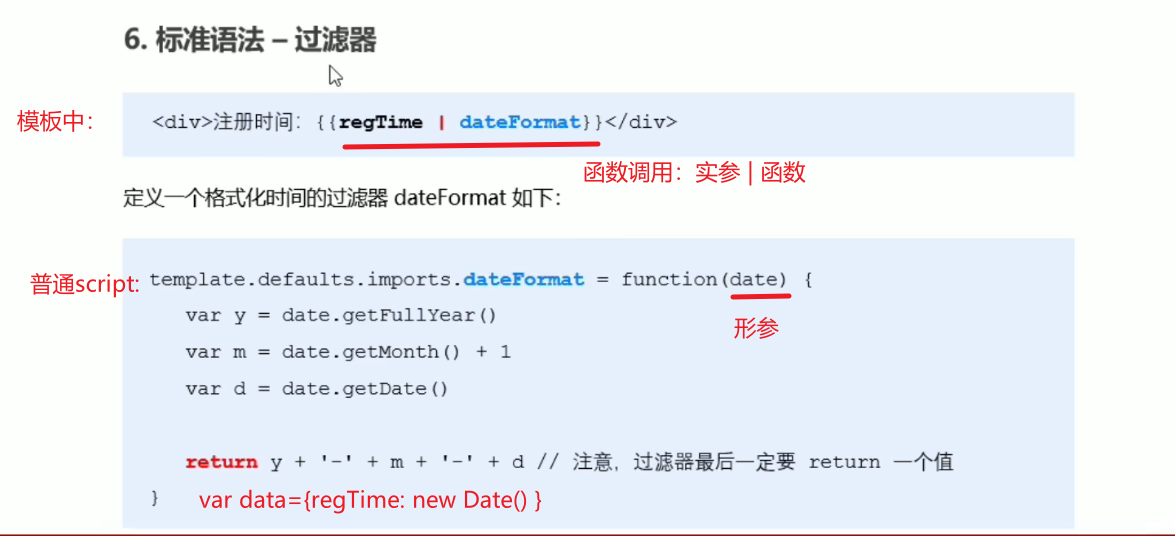 6. 标准语法 – 过滤器
模板中：
<div>注册时间：{{regTime | dateFormat}}</div>
函数调用：实参 | 函数
定义一个格式化时间的过滤器 dateFormat 如下：
普通script:
template.defaults.imports.dateFormat = function(date) {
var y = date.getFullYear()
形参
var m = date.getMonth() + 1
var d = date.getDate()
return y + '-' + m + '-' + d // 注意，过滤器最后一定要 return 一个值
}
var data={regTime: new Date() }